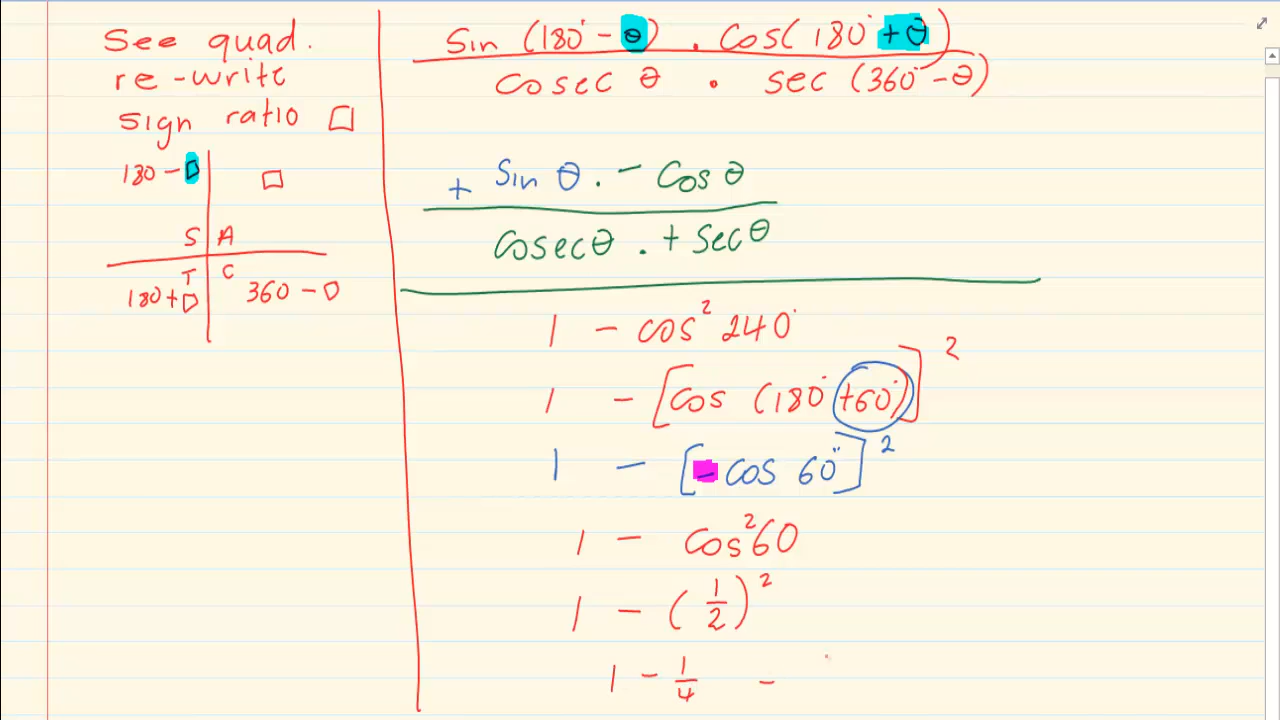 See quad.
re-write
sign ratio □
180 - □ □
S A
T C
180+□ 360 - □
Sin (180° - θ) . Cos(180° + θ)
Cosec θ . sec (360° - θ)
+ Sin θ . - Cos θ
Cosec θ . + Sec θ
1 - cos² 240°
1 - [Cos (180° +60°)]²
1 - [- Cos 60°]²
1 - Cos² 60
1 - (1/2)²
1 - 1/4 -